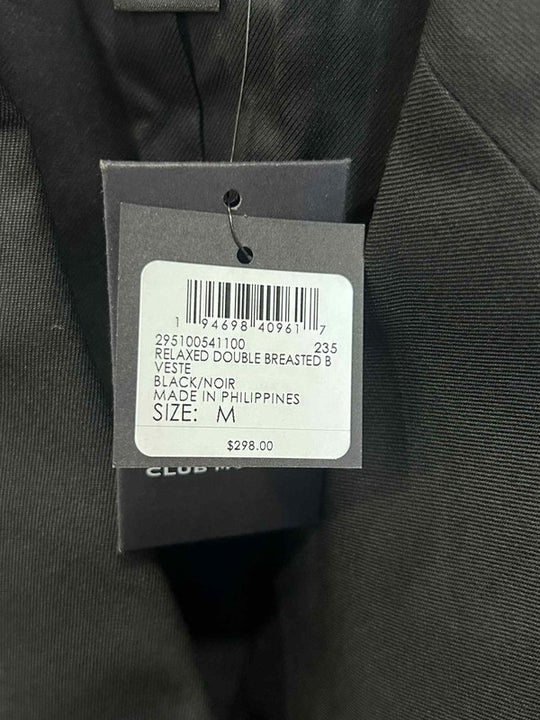 1 94698 40961 7
295100541100 235
RELAXED DOUBLE BREASTED B
VESTE
BLACK/NOIR
MADE IN PHILIPPINES
SIZE: M
$298.00
CLUB